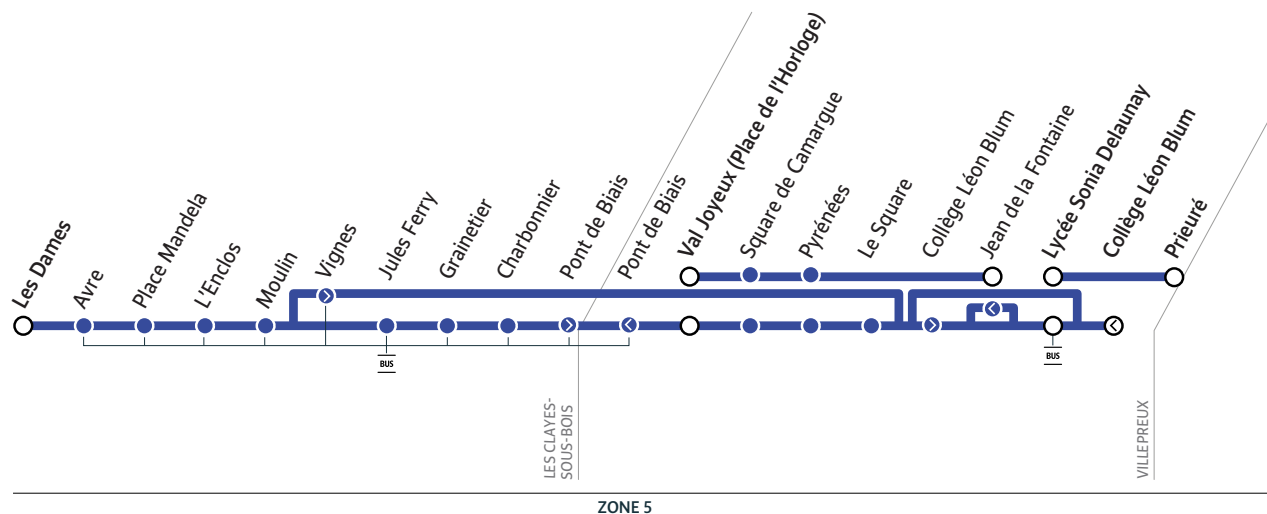 Les Dames
Avre
Place Mandela
L'Enclos
Moulin
Vignes
Jules Ferry
Grainetier
Charbonnier
Pont de Biais
Pont de Biais
Val Joyeux (Place de l'Horloge)
Square de Camargue
Pyrénées
Le Square
Collège Léon Blum
Jean de la Fontaine
Lycée Sonia Delaunay
Collège Léon Blum
Prieuré
BUS
BUS
LES CLAYES-
SOUS-BOIS
VILLEPREUX
ZONE 5